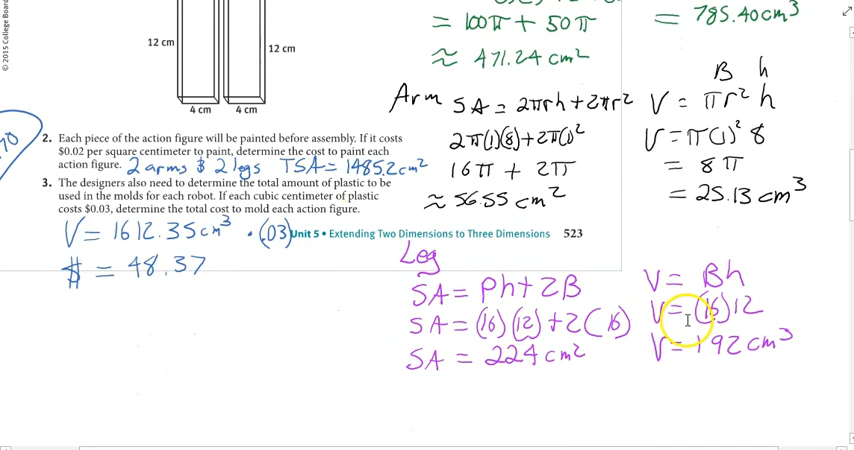 © 2015 College Board
12 cm
12 cm
4 cm 4 cm
= 100π + 50π
≈ 471.24 cm²
= 785.40 cm³
Arm SA = 2πrh + 2πr²
2π(1)(8) + 2π(1)²
16π + 2π
≈ 56.55 cm²
B h
V = πr² h
V = π(1)² 8
= 8π
= 25.13 cm³
2. Each piece of the action figure will be painted before assembly. If it costs
$0.02 per square centimeter to paint, determine the cost to paint each
action figure. 2 arms & 2 legs TSA = 1485.2 cm²
3. The designers also need to determine the total amount of plastic to be
used in the molds for each robot. If each cubic centimeter of plastic
costs $0.03, determine the total cost to mold each action figure.
V = 1612.35 cm³ · (.03)
$ = 48.37
Unit 5 • Extending Two Dimensions to Three Dimensions 523
Leg
SA = Ph + 2B
SA = (16)(12) + 2(16)
SA = 224 cm²
V = Bh
V = (16)12
V = 192 cm³